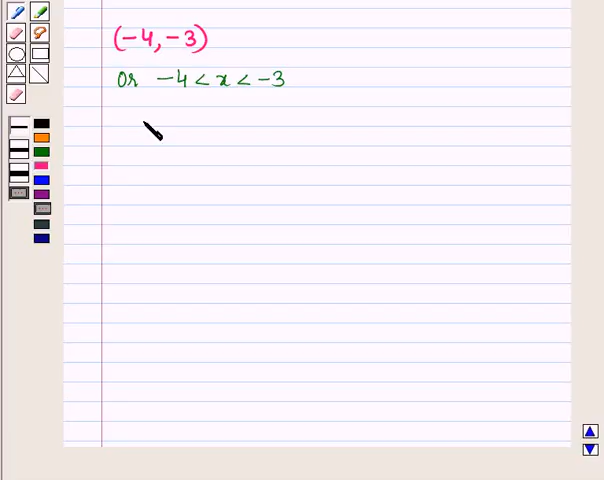 (-4, -3)
Or -4 < x < -3